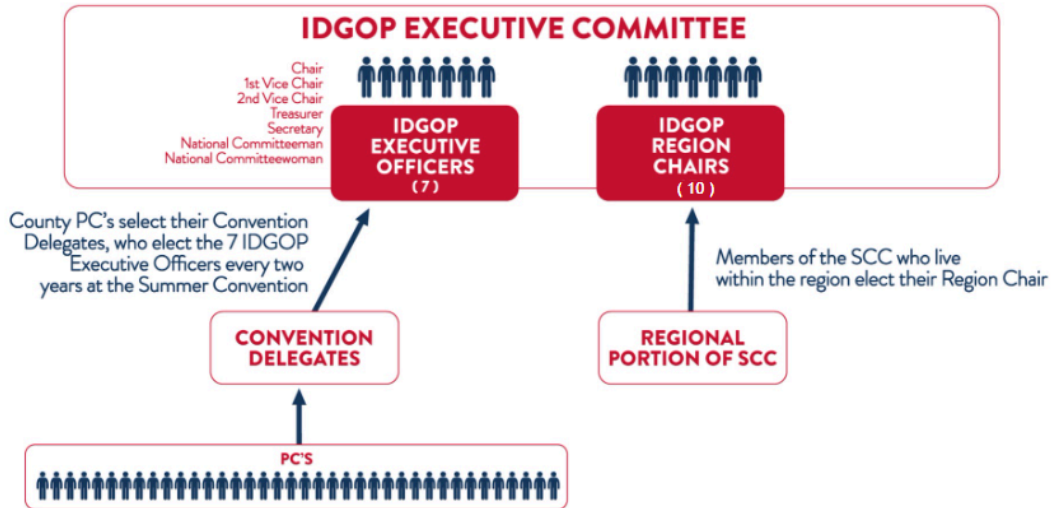 IDGOP EXECUTIVE COMMITTEE
Chair
1st Vice Chair
2nd Vice Chair
Treasurer
Secretary
National Committeeman
National Committeewoman
IDGOP
EXECUTIVE
OFFICERS
(7)
IDGOP
REGION
CHAIRS
( 10 )
County PC's select their Convention
Delegates, who elect the 7 IDGOP
Executive Officers every two
years at the Summer Convention
Members of the SCC who live
within the region elect their Region Chair
CONVENTION
DELEGATES
REGIONAL
PORTION OF SCC
PC'S